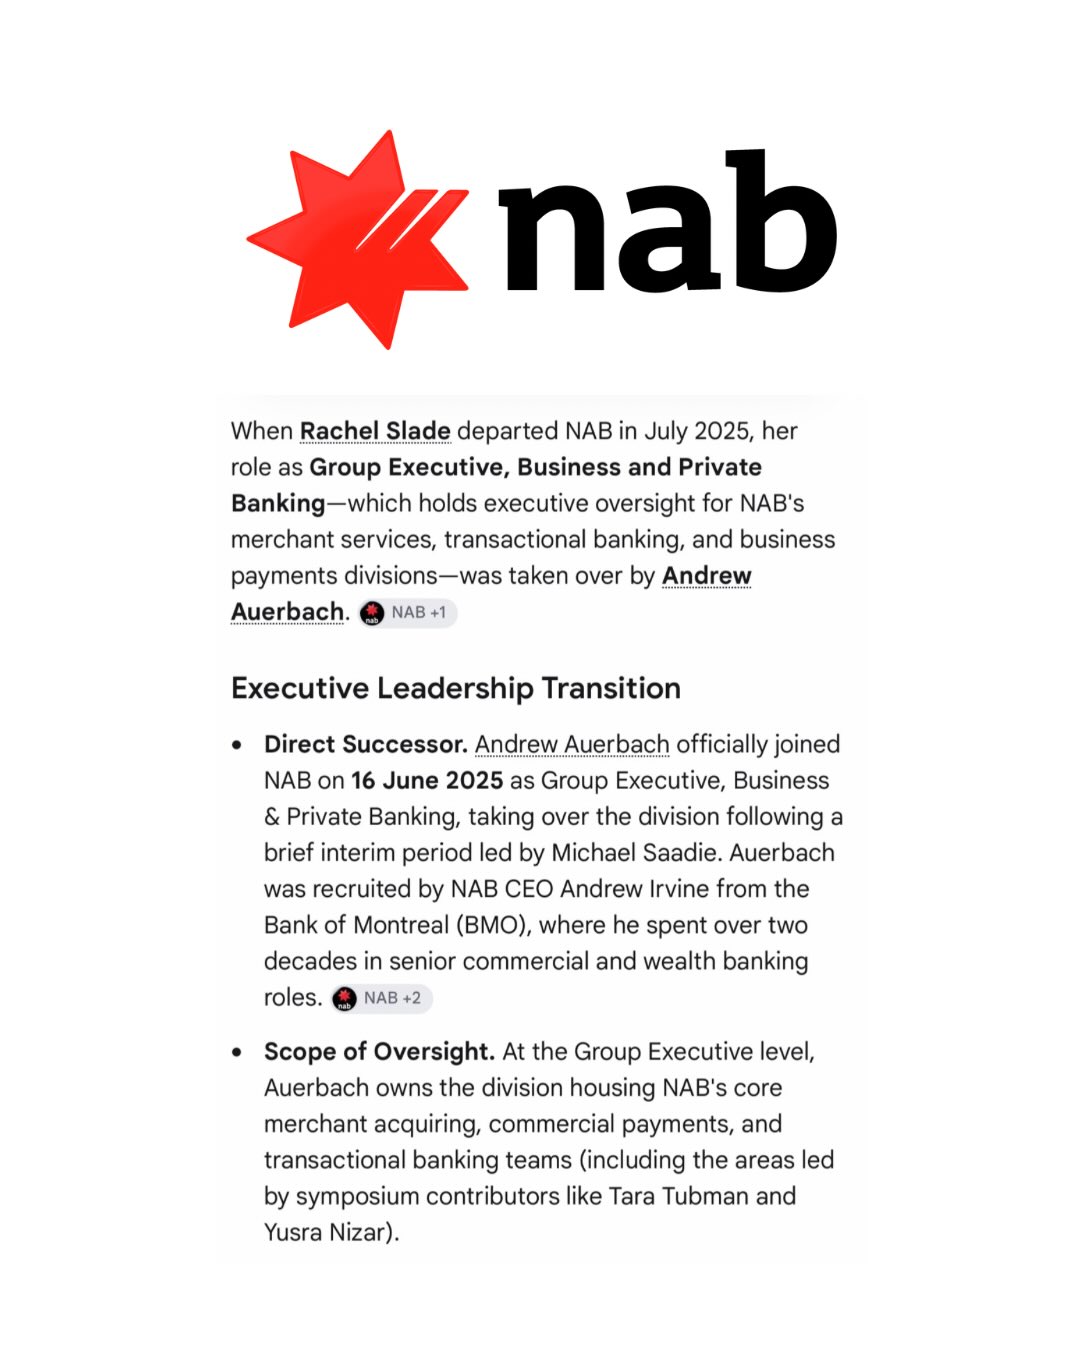 nab
When Rachel Slade departed NAB in July 2025, her
role as Group Executive, Business and Private
Banking—which holds executive oversight for NAB's
merchant services, transactional banking, and business
payments divisions—was taken over by Andrew
Auerbach. nab NAB +1
Executive Leadership Transition
• Direct Successor. Andrew Auerbach officially joined
NAB on 16 June 2025 as Group Executive, Business
& Private Banking, taking over the division following a
brief interim period led by Michael Saadie. Auerbach
was recruited by NAB CEO Andrew Irvine from the
Bank of Montreal (BMO), where he spent over two
decades in senior commercial and wealth banking
roles. nab NAB +2
• Scope of Oversight. At the Group Executive level,
Auerbach owns the division housing NAB's core
merchant acquiring, commercial payments, and
transactional banking teams (including the areas led
by symposium contributors like Tara Tubman and
Yusra Nizar).